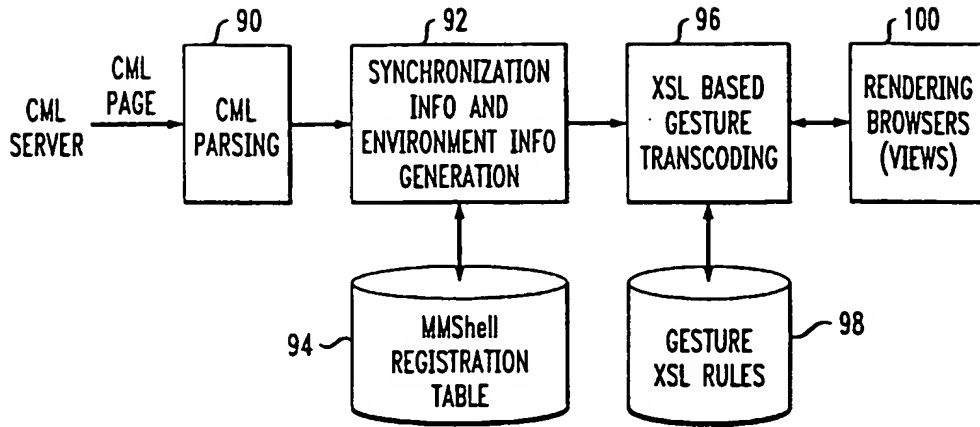 90
92
96
100
CML
PAGE
CML
SERVER
CML
PARSING
SYNCHRONIZATION
INFO AND
ENVIRONMENT INFO
GENERATION
XSL BASED
GESTURE
TRANSCODING
RENDERING
BROWSERS
(VIEWS)
94
MMShell
REGISTRATION
TABLE
GESTURE
XSL RULES
98